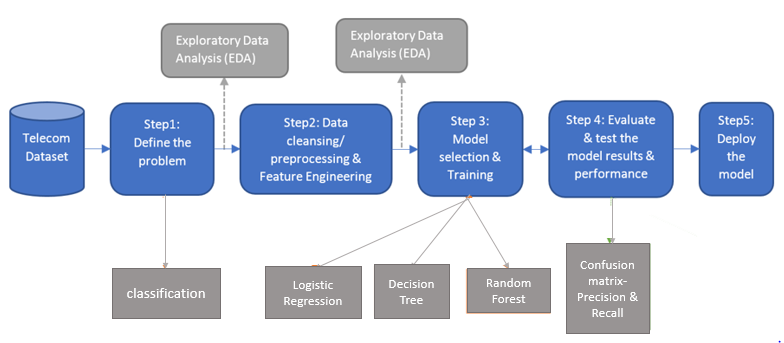 Exploratory Data
Analysis (EDA)
Exploratory Data
Analysis (EDA)
Telecom
Dataset
Step1:
Define the
problem
Step2: Data
cleansing/
preprocessing &
Feature Engineering
Step 3:
Model
selection &
Training
Step 4: Evaluate
& test the
model results &
performance
Step5:
Deploy
the
model
classification
Logistic
Regression
Decision
Tree
Random
Forest
Confusion
matrix-
Precision &
Recall
.